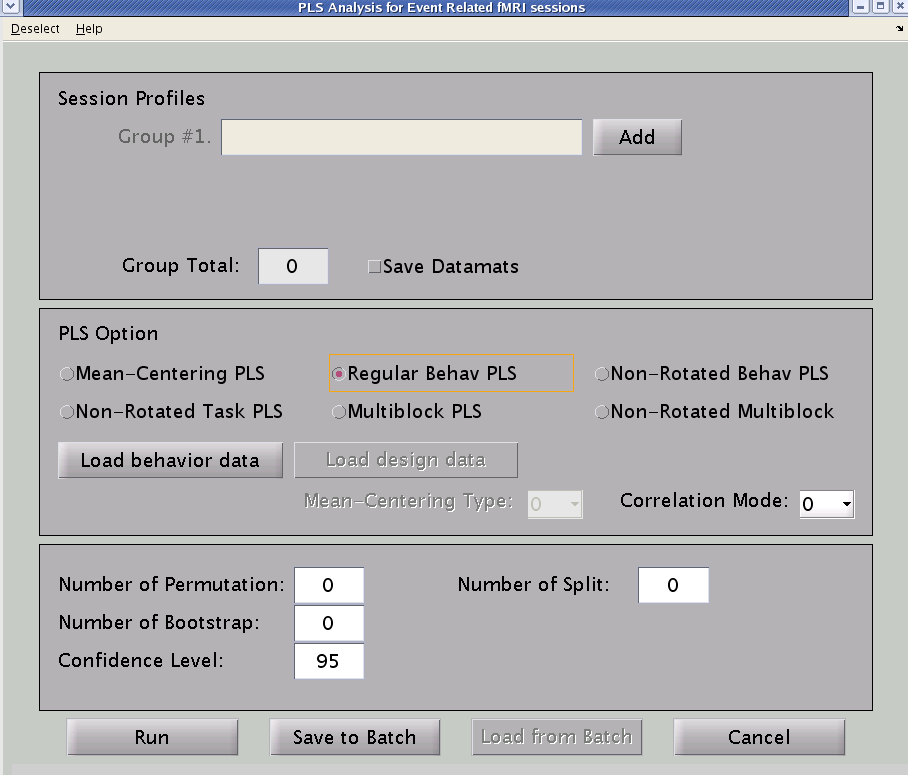 PLS Analysis for Event Related fMRI sessions
Deselect Help
Session Profiles
Group #1. Add
Group Total: 0 Save Datamats
PLS Option
Mean-Centering PLS Regular Behav PLS Non-Rotated Behav PLS
Non-Rotated Task PLS Multiblock PLS Non-Rotated Multiblock
Load behavior data Load design data
Mean-Centering Type: 0 Correlation Mode: 0
Number of Permutation: 0 Number of Split: 0
Number of Bootstrap: 0
Confidence Level: 95
Run Save to Batch Load from Batch Cancel